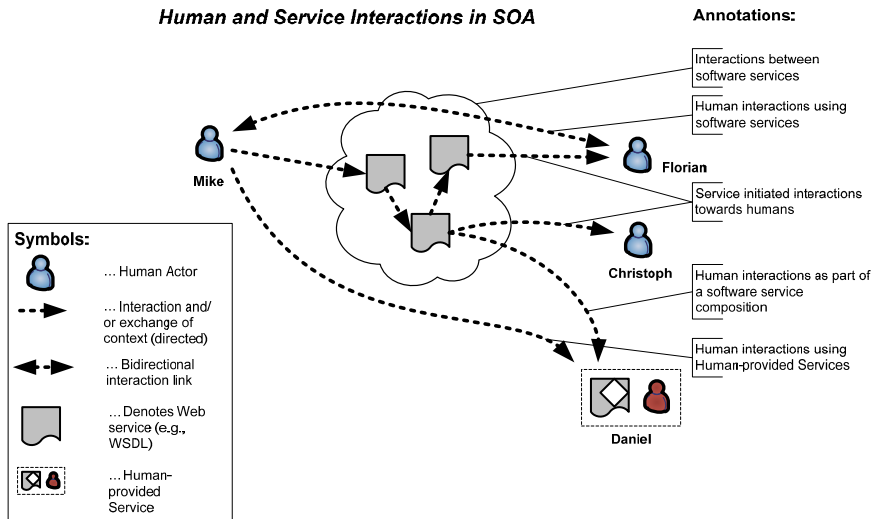 Human and Service Interactions in SOA
Annotations:
Interactions between
software services
Human interactions using
software services
Mike
Florian
Service initiated interactions
towards humans
Christoph
Human interactions as part of
a software service
composition
Human interactions using
Human-provided Services
Daniel
Symbols:
... Human Actor
... Interaction and/
or exchange of
context (directed)
... Bidirectional
interaction link
... Denotes Web
service (e.g.,
WSDL)
... Human-
provided
Service